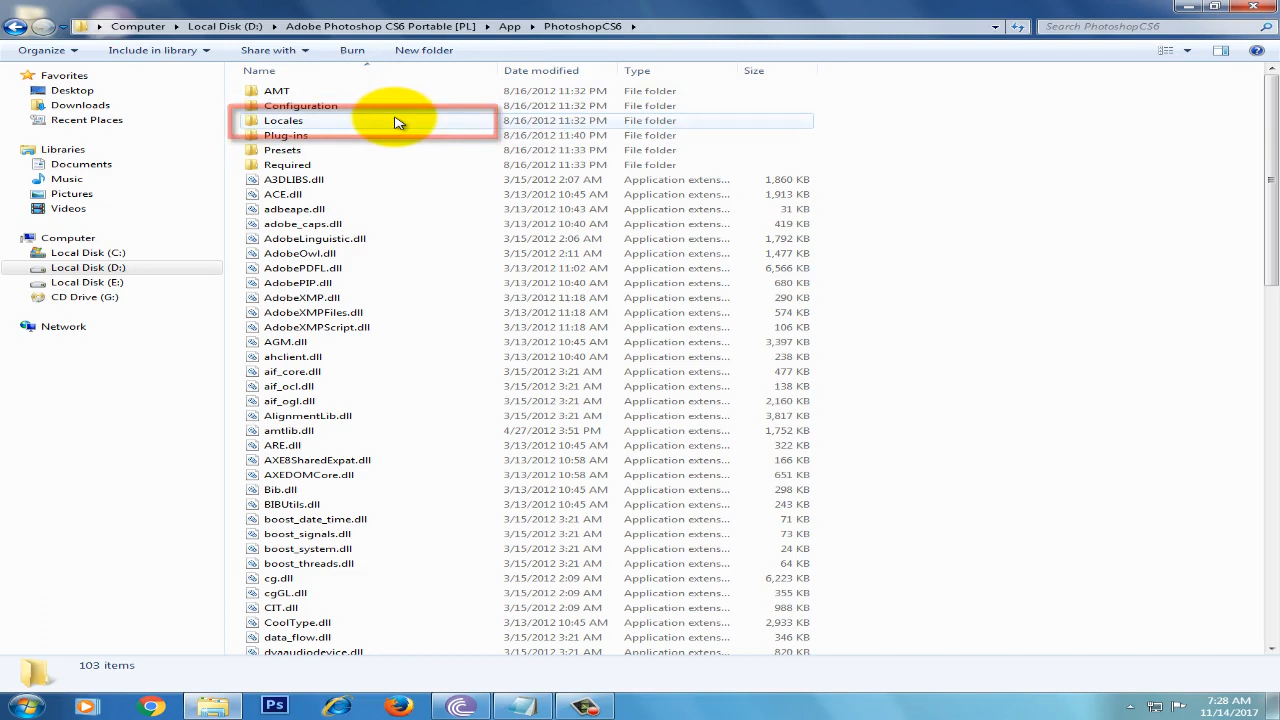 Computer ▸ Local Disk (D:) ▸ Adobe Photoshop CS6 Portable [PL] ▸ App ▸ PhotoshopCS6 ▸
Search PhotoshopCS6
Organize Include in library Share with Burn New folder
Name Date modified Type Size
Favorites
Desktop
Downloads
Recent Places
Libraries
Documents
Music
Pictures
Videos
Computer
Local Disk (C:)
Local Disk (D:)
Local Disk (E:)
CD Drive (G:)
Network
AMT 8/16/2012 11:32 PM File folder
Configuration 8/16/2012 11:32 PM File folder
Locales 8/16/2012 11:32 PM File folder
Plug-ins 8/16/2012 11:40 PM File folder
Presets 8/16/2012 11:33 PM File folder
Required 8/16/2012 11:33 PM File folder
A3DLIBS.dll 3/15/2012 2:07 AM Application extens... 1,860 KB
ACE.dll 3/13/2012 10:45 AM Application extens... 1,913 KB
adbeape.dll 3/13/2012 10:43 AM Application extens... 31 KB
adobe_caps.dll 3/13/2012 10:40 AM Application extens... 419 KB
AdobeLinguistic.dll 3/15/2012 2:06 AM Application extens... 1,792 KB
AdobeOwl.dll 3/15/2012 2:11 AM Application extens... 1,477 KB
AdobePDFL.dll 3/13/2012 11:02 AM Application extens... 6,566 KB
AdobePIP.dll 3/13/2012 10:40 AM Application extens... 680 KB
AdobeXMP.dll 3/13/2012 11:18 AM Application extens... 290 KB
AdobeXMPFiles.dll 3/13/2012 11:18 AM Application extens... 574 KB
AdobeXMPScript.dll 3/13/2012 11:18 AM Application extens... 106 KB
AGM.dll 3/13/2012 10:45 AM Application extens... 3,397 KB
ahclient.dll 3/13/2012 10:40 AM Application extens... 238 KB
aif_core.dll 3/15/2012 3:21 AM Application extens... 477 KB
aif_ocl.dll 3/15/2012 3:21 AM Application extens... 138 KB
aif_ogl.dll 3/15/2012 3:21 AM Application extens... 2,160 KB
AlignmentLib.dll 3/15/2012 3:21 AM Application extens... 3,817 KB
amtlib.dll 4/27/2012 3:51 PM Application extens... 1,752 KB
ARE.dll 3/13/2012 10:45 AM Application extens... 322 KB
AXE8SharedExpat.dll 3/13/2012 10:58 AM Application extens... 166 KB
AXEDOMCore.dll 3/13/2012 10:58 AM Application extens... 651 KB
Bib.dll 3/13/2012 10:45 AM Application extens... 298 KB
BIBUtils.dll 3/13/2012 10:45 AM Application extens... 243 KB
boost_date_time.dll 3/15/2012 3:21 AM Application extens... 71 KB
boost_signals.dll 3/15/2012 3:21 AM Application extens... 73 KB
boost_system.dll 3/15/2012 3:21 AM Application extens... 24 KB
boost_threads.dll 3/15/2012 3:21 AM Application extens... 64 KB
cg.dll 3/15/2012 2:09 AM Application extens... 6,223 KB
cgGL.dll 3/15/2012 2:09 AM Application extens... 355 KB
CIT.dll 3/15/2012 2:09 AM Application extens... 988 KB
CoolType.dll 3/13/2012 10:45 AM Application extens... 2,933 KB
data_flow.dll 3/15/2012 3:21 AM Application extens... 346 KB
dvaaudiodevice.dll 3/15/2012 3:21 AM Application extens... 820 KB
103 items
Ps
7:28 AM
11/14/2017